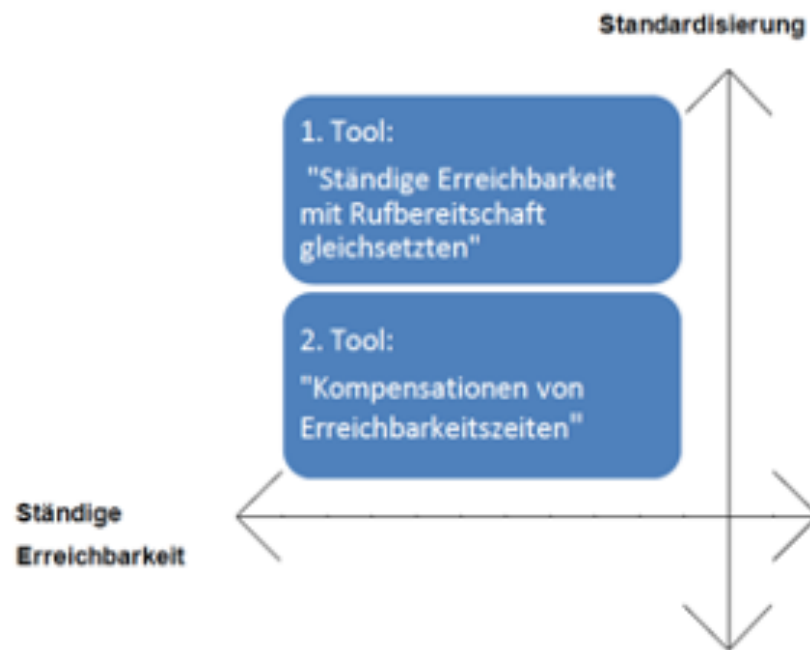 Standardisierung
1. Tool:
"Ständige Erreichbarkeit
mit Rufbereitschaft
gleichsetzten"
2. Tool:
"Kompensationen von
Erreichbarkeitszeiten"
Ständige
Erreichbarkeit